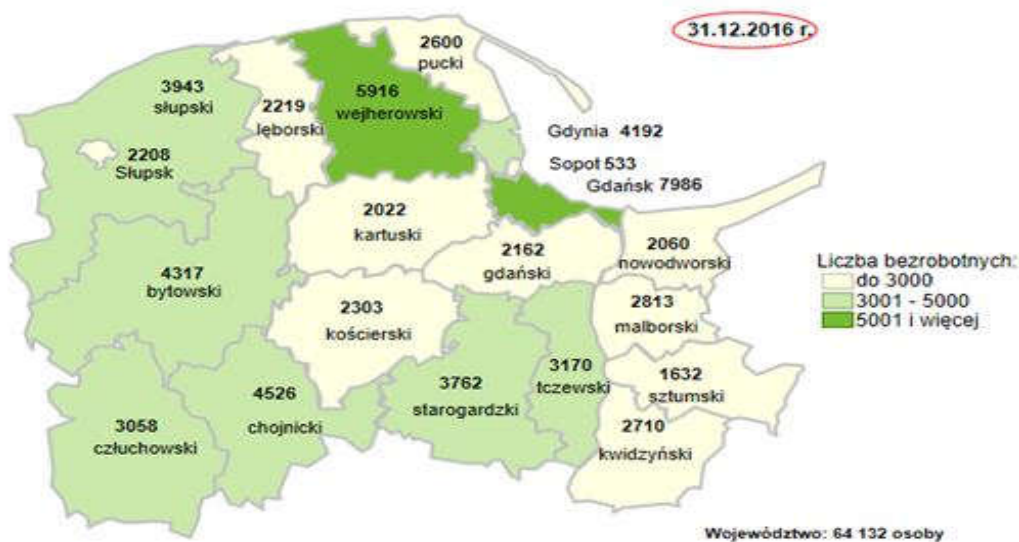 31.12.2016 r.
2600
pucki
3943
słupski
5916
wejherowski
2219
lęborski
Gdynia 4192
Sopot 533
Gdańsk 7986
2208
Słupsk
2022
kartuski
2162
gdański
2060
nowodworski
4317
bytowski
2303
kościerski
2813
malborski
Liczba bezrobotnych:
do 3000
3001 - 5000
5001 i więcej
3762
starogardzki
3170
tczewski
1632
sztumski
4526
chojnicki
3058
człuchowski
2710
kwidzyński
Województwo: 64 132 osoby